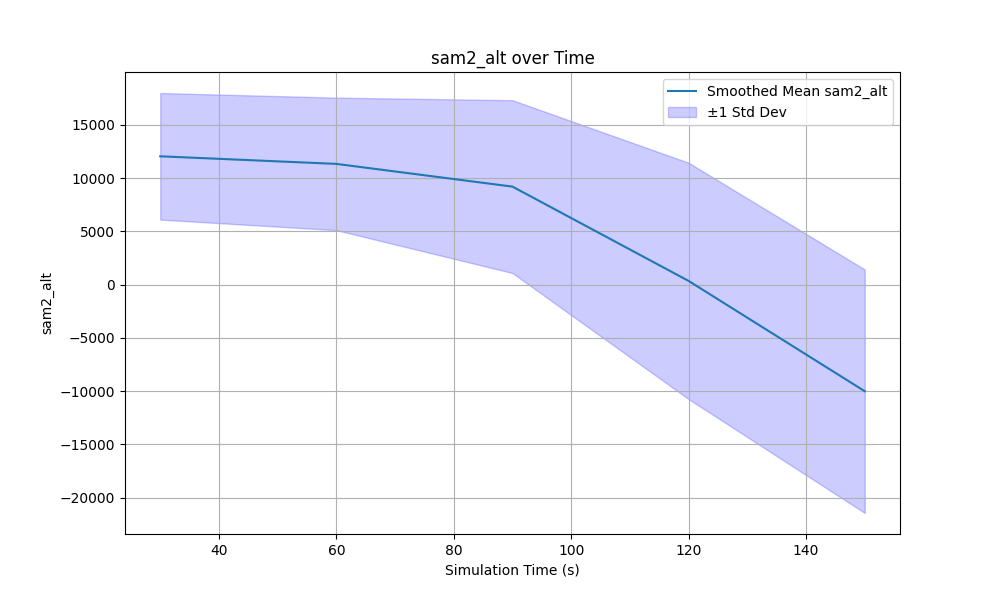 sam2_alt over Time
Smoothed Mean sam2_alt
±1 Std Dev
sam2_alt
15000
10000
5000
0
−5000
−10000
−15000
−20000
40 60 80 100 120 140
Simulation Time (s)